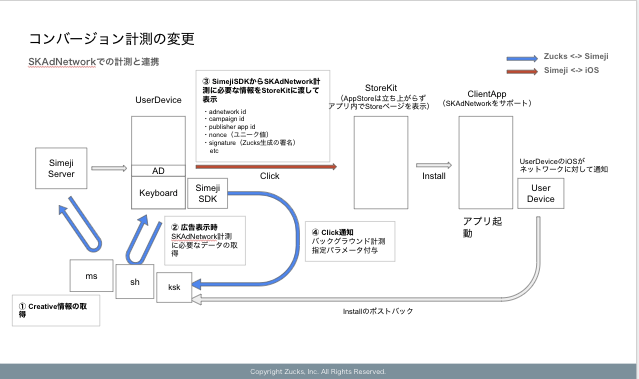 コンバージョン計測の変更
SKAdNetworkでの計測と連携
Zucks <-> Simeji
Simeji <-> iOS
③ SimejiSDKからSKAdNetwork計
測に必要な情報をStoreKitに渡して
表示
・adnetwork id
・campaign id
・publisher app id
・nonce（ユニーク値）
・signature（Zucks生成の署名）
etc
UserDevice
StoreKit
（AppStoreは立ち上がらず
アプリ内でStoreページを表示）
ClientApp
（SKAdNetworkをサポート）
Simeji
Server
AD
Keyboard
Simeji
SDK
Click
Install
UserDeviceのiOSが
ネットワークに対して通知
User
Device
アプリ起
動
② 広告表示時
SKAdNetwork計測
に必要なデータの取
得
④ Click通知
バックグラウンド計測
指定パラメータ付与
ms
sh
ksk
① Creative情報の取
得
Installのポストバック
Copyright Zucks, Inc. All Rights Reserved.